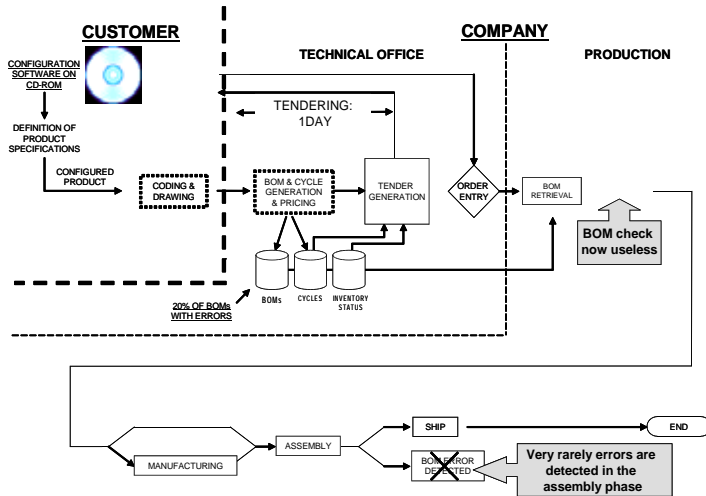 CUSTOMER
COMPANY
TECHNICAL OFFICE
PRODUCTION
CONFIGURATION
SOFTWARE ON
CD-ROM
DEFINITION OF
PRODUCT
SPECIFICATIONS
CONFIGURED
PRODUCT
CODING &
DRAWING
TENDERING:
1DAY
BOM & CYCLE
GENERATION
& PRICING
TENDER
GENERATION
ORDER
ENTRY
BOM
RETRIEVAL
BOM check
now useless
20% OF BOMs
WITH ERRORS
BOMs
CYCLES
INVENTORY
STATUS
MANUFACTURING
ASSEMBLY
SHIP
END
BOM ERROR
DETECTED
Very rarely errors are
detected in the
assembly phase